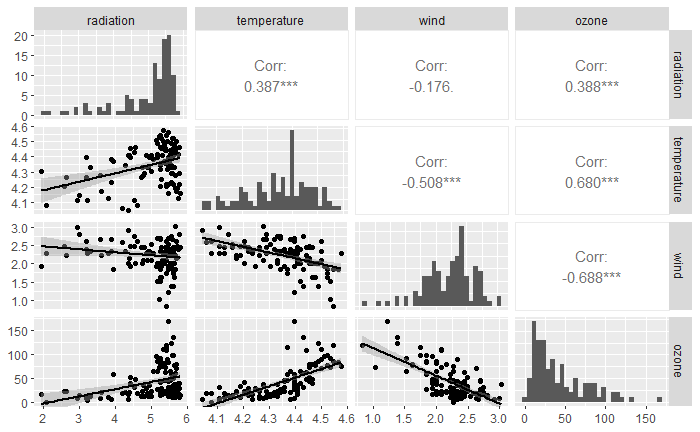 radiation temperature wind ozone
20
15
10
5
0
radiation
Corr:
0.387***
Corr:
-0.176.
Corr:
0.388***
4.6
4.5
4.4
4.3
4.2
4.1
temperature
Corr:
-0.508***
Corr:
0.680***
3.0
2.5
2.0
1.5
1.0
wind
Corr:
-0.688***
150
100
50
0
ozone
2 3 4 5 6 4.1 4.2 4.3 4.4 4.5 4.6 1.0 1.5 2.0 2.5 3.0 0 50 100 150